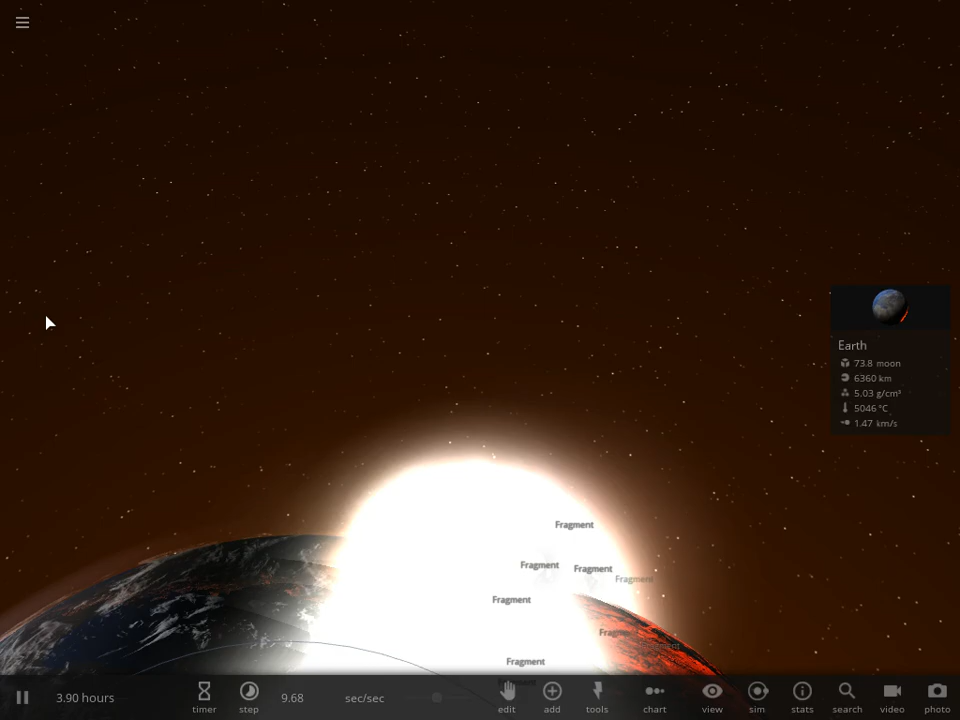 Earth
73.8 moon
6360 km
5.03 g/cm³
5046 °C
1.47 km/s
Fragment
Fragment
Fragment
Fragment
Fragment
Fragment
3.90 hours
timer
step
9.68
sec/sec
edit
add
tools
chart
view
sim
stats
search
video
photo